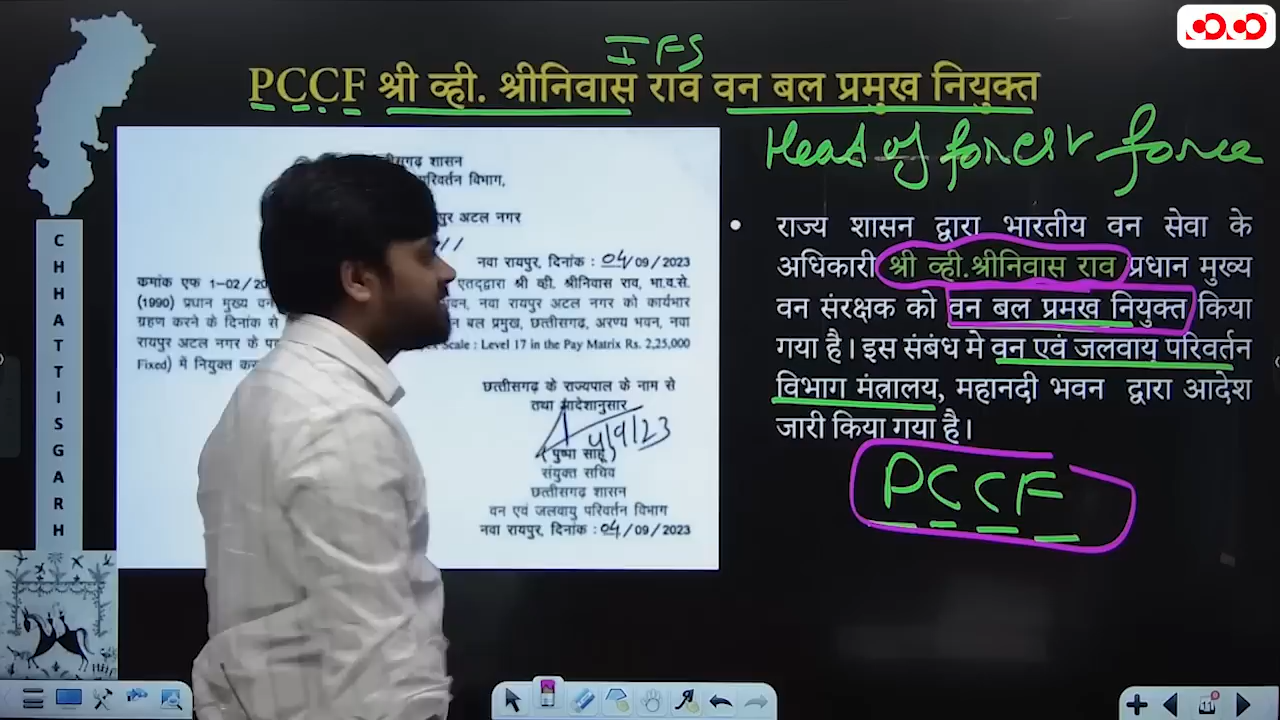 IFS
PCCF श्री व्ही. श्रीनिवास राव वन बल प्रमुख नियुक्त
Head of forest force
शासन
परिवर्तन विभाग,
अटल नगर
नवा रायपुर, दिनांक : 04/09/2023
कमांक एफ 1-02/20 एतद्द्वारा श्री व्ही. श्रीनिवास राव, भा.व.से.
(1990) प्रधान मुख्य वन नवा रायपुर अटल नगर को कार्यभार
ग्रहण करने के दिनांक से बल प्रमुख, छत्तीसगढ़, अरण्य भवन, नवा
रायपुर अटल नगर के Scale : Level 17 in the Pay Matrix Rs. 2,25,000
Fixed) में नियुक्त
छत्तीसगढ़ के राज्यपाल के नाम से
तथा आदेशानुसार
4/9/23
(पुष्पा साहू)
संयुक्त सचिव
छत्तीसगढ़ शासन
वन एवं जलवायु परिवर्तन विभाग
नवा रायपुर, दिनांक : 04/09/2023
• राज्य शासन द्वारा भारतीय वन सेवा के
अधिकारी श्री व्ही.श्रीनिवास राव प्रधान मुख्य
वन संरक्षक को वन बल प्रमख नियुक्त किया
गया है। इस संबंध मे वन एवं जलवायु परिवर्तन
विभाग मंत्रालय, महानदी भवन द्वारा आदेश
जारी किया गया है।
PCCF
CHHATTISGARH
11